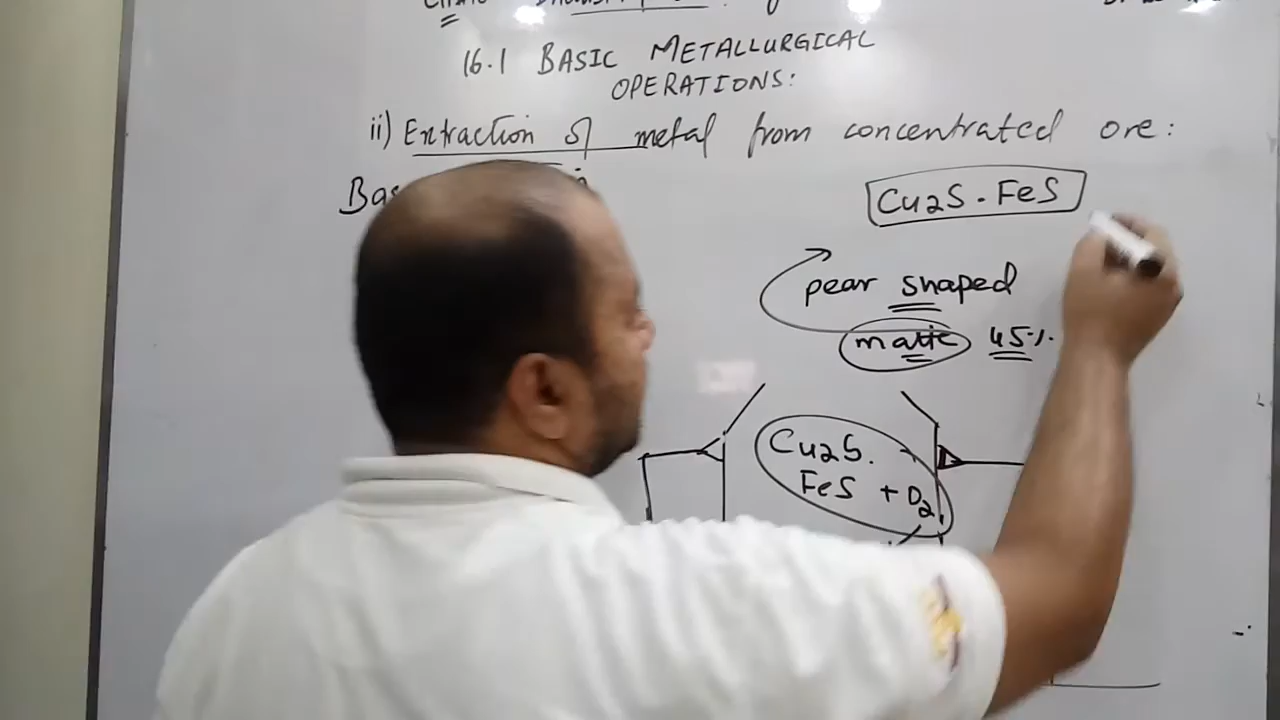 16.1 BASIC METALLURGICAL
OPERATIONS:
ii) Extraction of metal from concentrated ore:
Cu2S. FeS
pear shaped
matte 45%
Cu2S.
FeS + O2